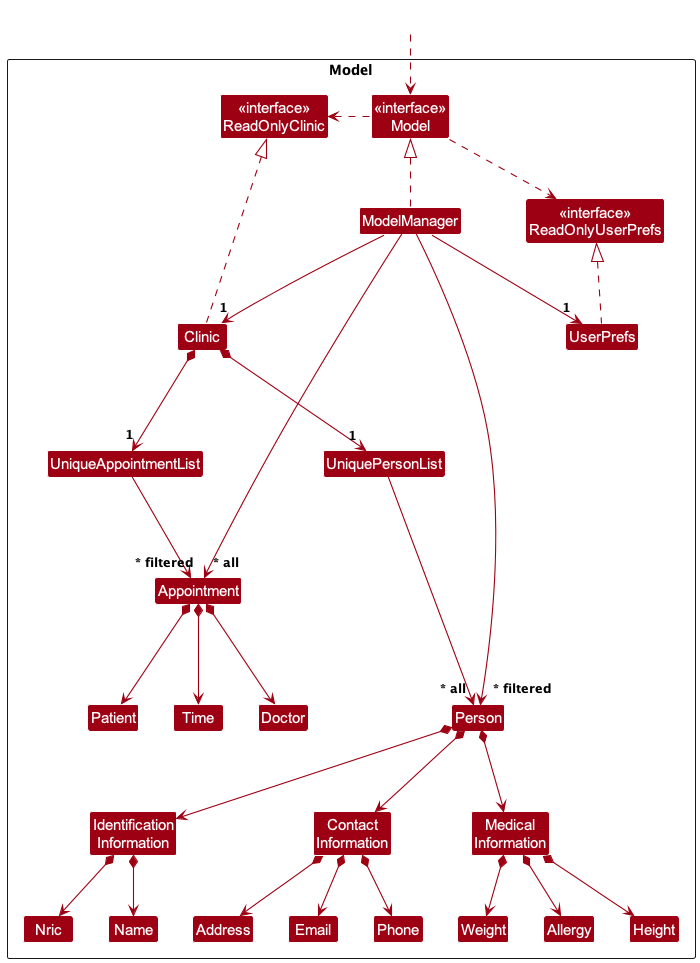 Model
«interface»
ReadOnlyClinic
«interface»
Model
ModelManager
«interface»
ReadOnlyUserPrefs
1
1
Clinic
UserPrefs
1
1
UniqueAppointmentList
UniquePersonList
* filtered
* all
Appointment
* all
* filtered
Patient
Time
Doctor
Person
Identification
Information
Contact
Information
Medical
Information
Nric
Name
Address
Email
Phone
Weight
Allergy
Height